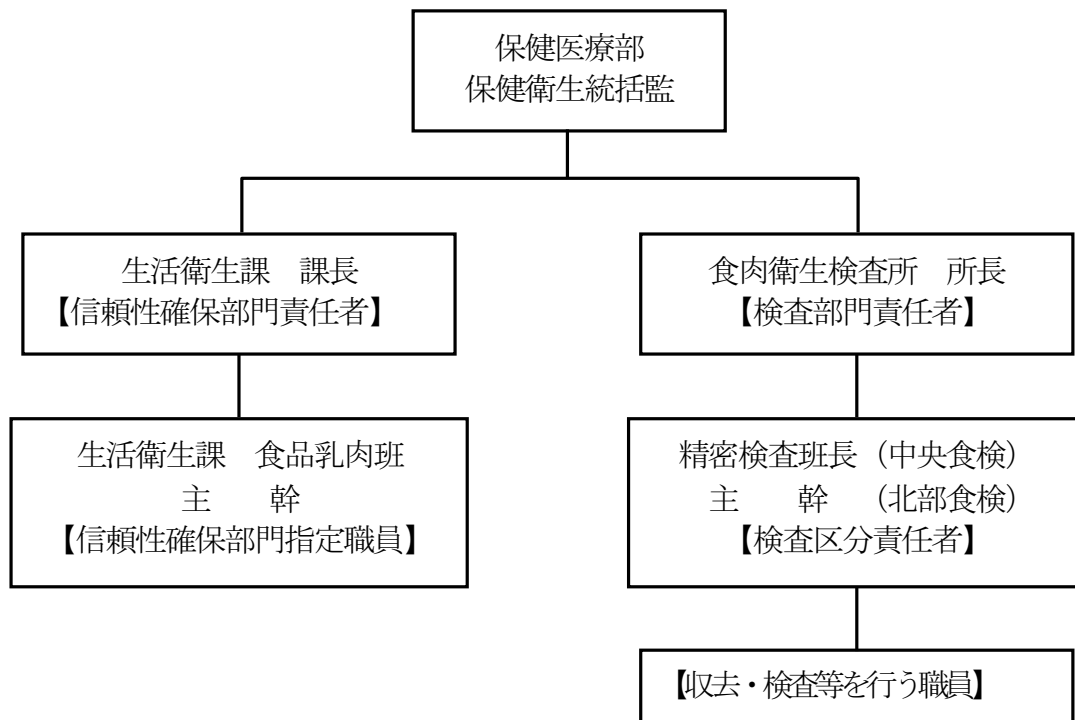 保健医療部
保健衛生統括監
生活衛生課　課長
【信頼性確保部門責任者】
食肉衛生検査所　所長
【検査部門責任者】
生活衛生課　食品乳肉班
主　　幹
【信頼性確保部門指定職員】
精密検査班長（中央食検）
主　　幹　（北部食検）
【検査区分責任者】
【収去・検査等を行う職員】